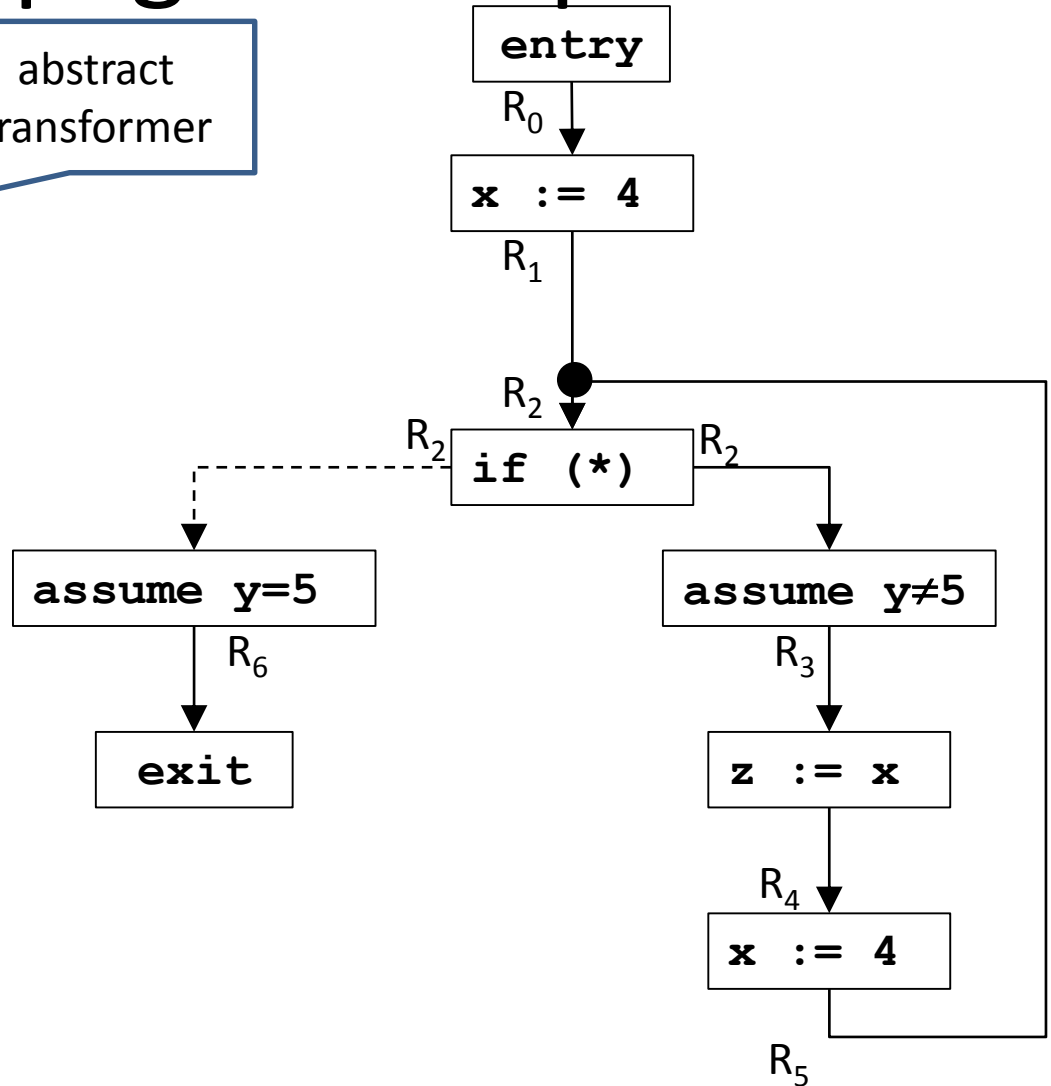 abstract
ransformer
entry
R₀
x := 4
R₁
R₂
R₂
if (*)
R₂
assume y=5
assume y≠5
R₆
R₃
exit
z := x
R₄
x := 4
R₅